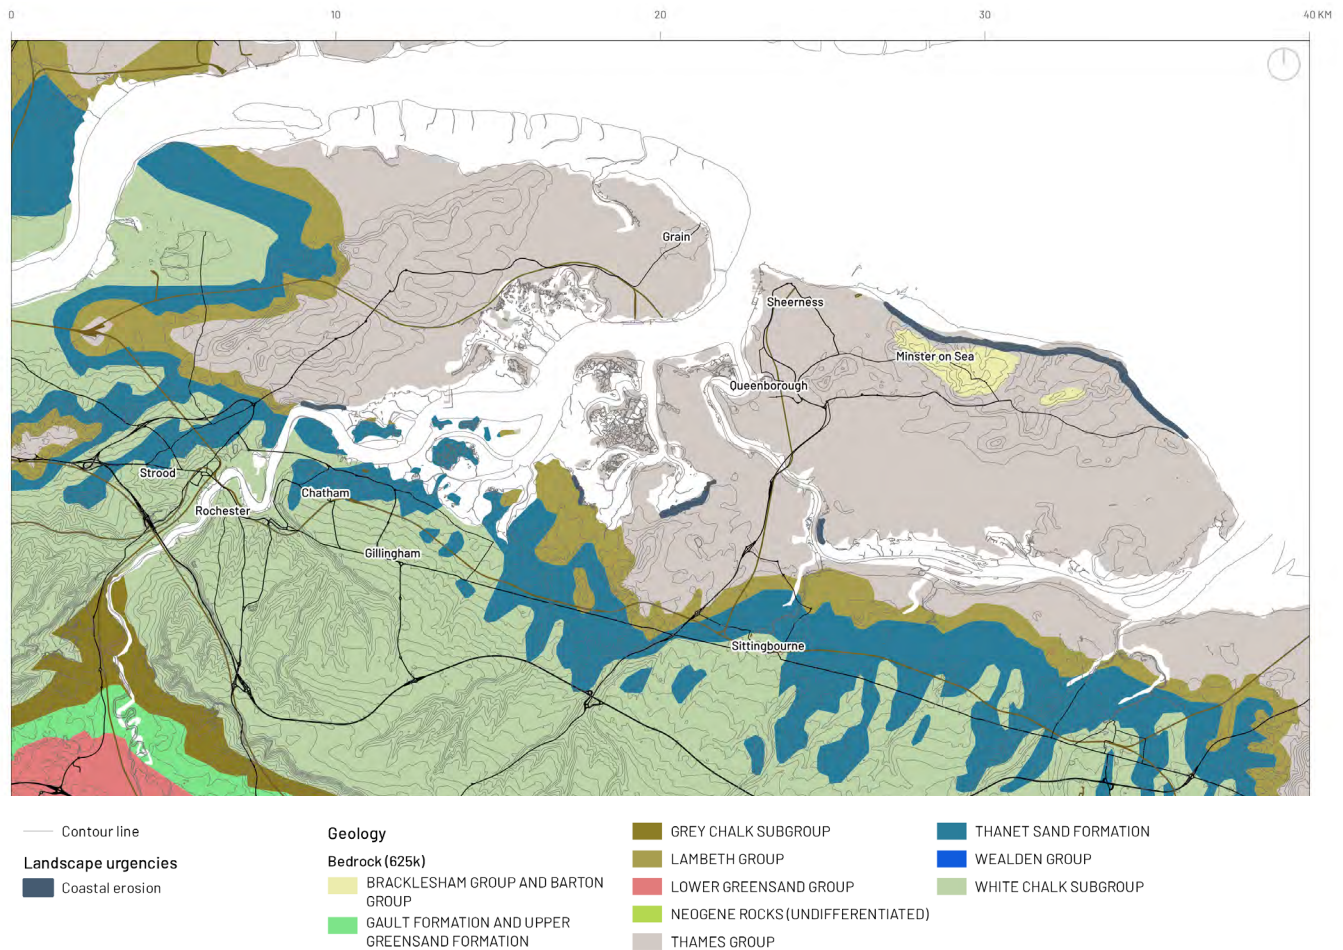 0 10 20 30 40 KM
Grain
Sheerness
Minster on Sea
Queenborough
Strood
Chatham
Rochester
Gillingham
Sittingbourne
Contour line
Landscape urgencies
Coastal erosion
Geology
Bedrock (625k)
BRACKLESHAM GROUP AND BARTON
GROUP
GAULT FORMATION AND UPPER
GREENSAND FORMATION
GREY CHALK SUBGROUP
LAMBETH GROUP
LOWER GREENSAND GROUP
NEOGENE ROCKS (UNDIFFERENTIATED)
THAMES GROUP
THANET SAND FORMATION
WEALDEN GROUP
WHITE CHALK SUBGROUP